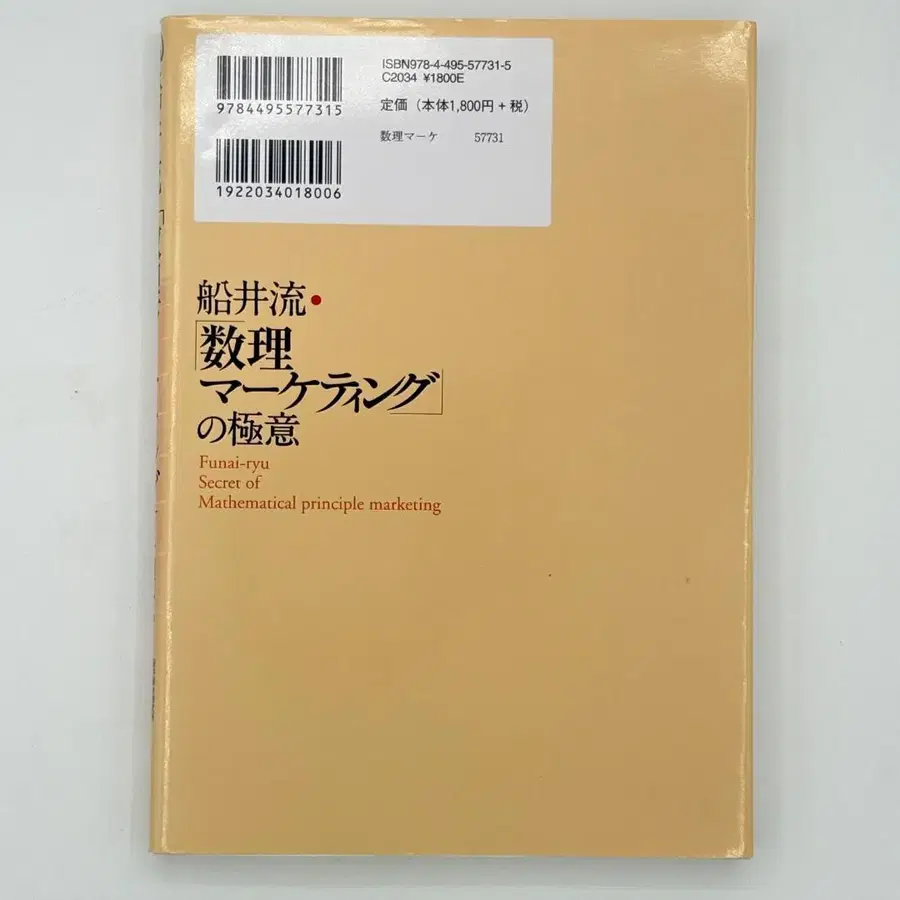 ISBN978-4-495-57731-5
C2034 ¥1800E
9784495577315
定価（本体1,800円+税）
数理マーケ 57731
1922034018006
船井流・
「数理
マーケティング」
の極意
Funai-ryu
Secret of
Mathematical principle marketing